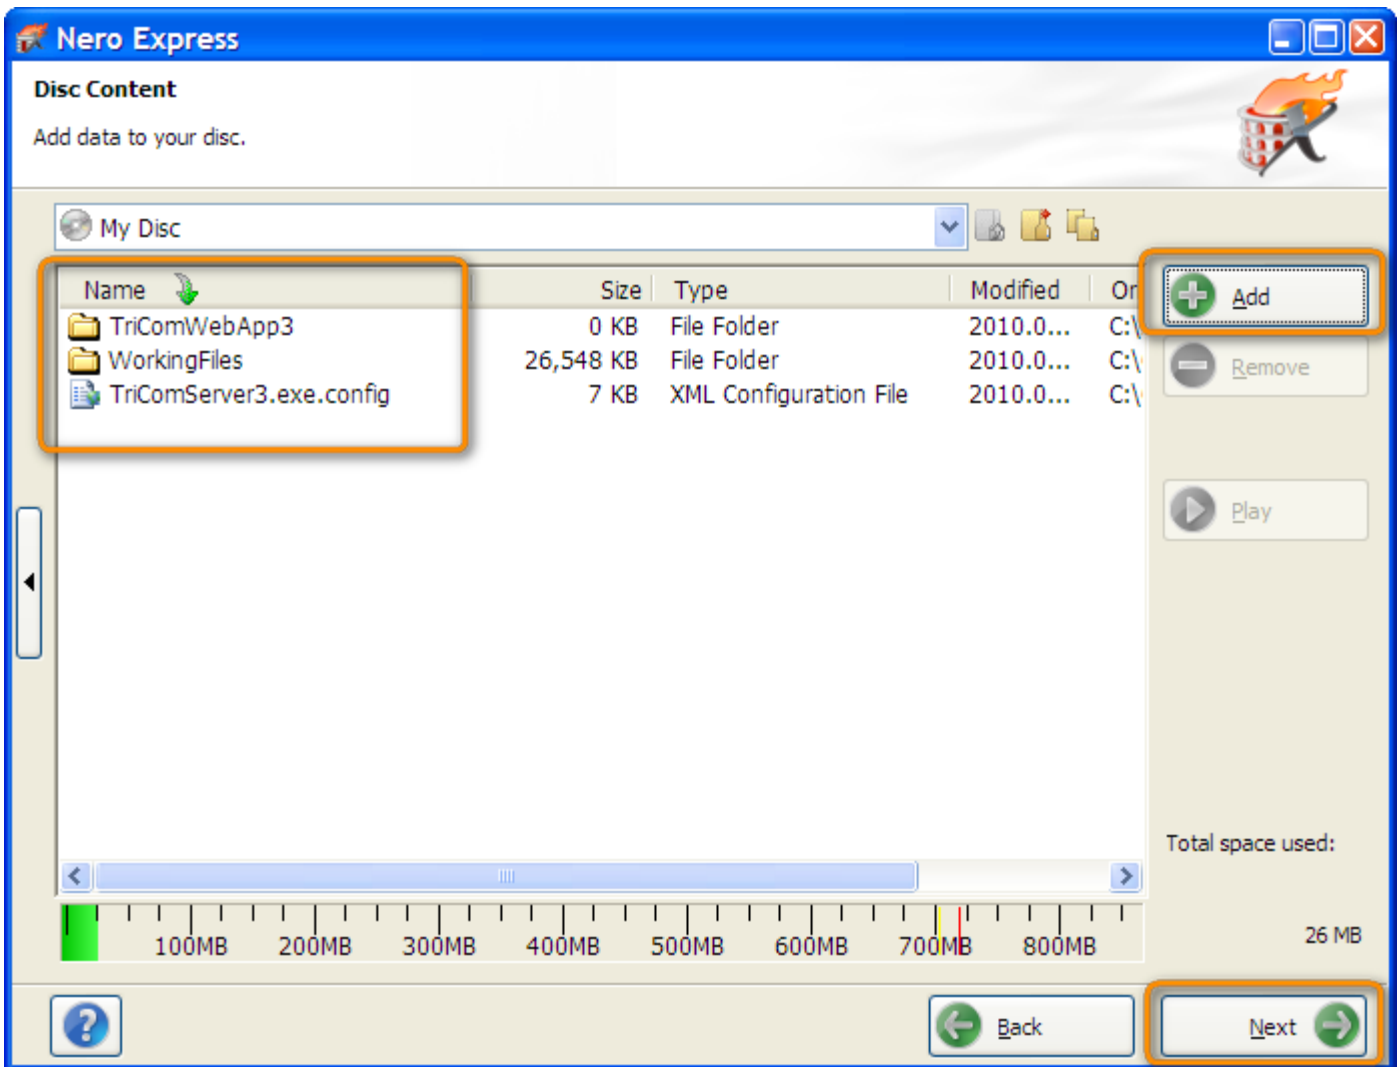 Nero Express
Disc Content
Add data to your disc.
My Disc
Name Size Type Modified Or
TriComWebApp3 0 KB File Folder 2010.0... C:\
WorkingFiles 26,548 KB File Folder 2010.0... C:\
TriComServer3.exe.config 7 KB XML Configuration File 2010.0... C:\
Add
Remove
Play
Total space used:
100MB 200MB 300MB 400MB 500MB 600MB 700MB 800MB
26 MB
? Back Next